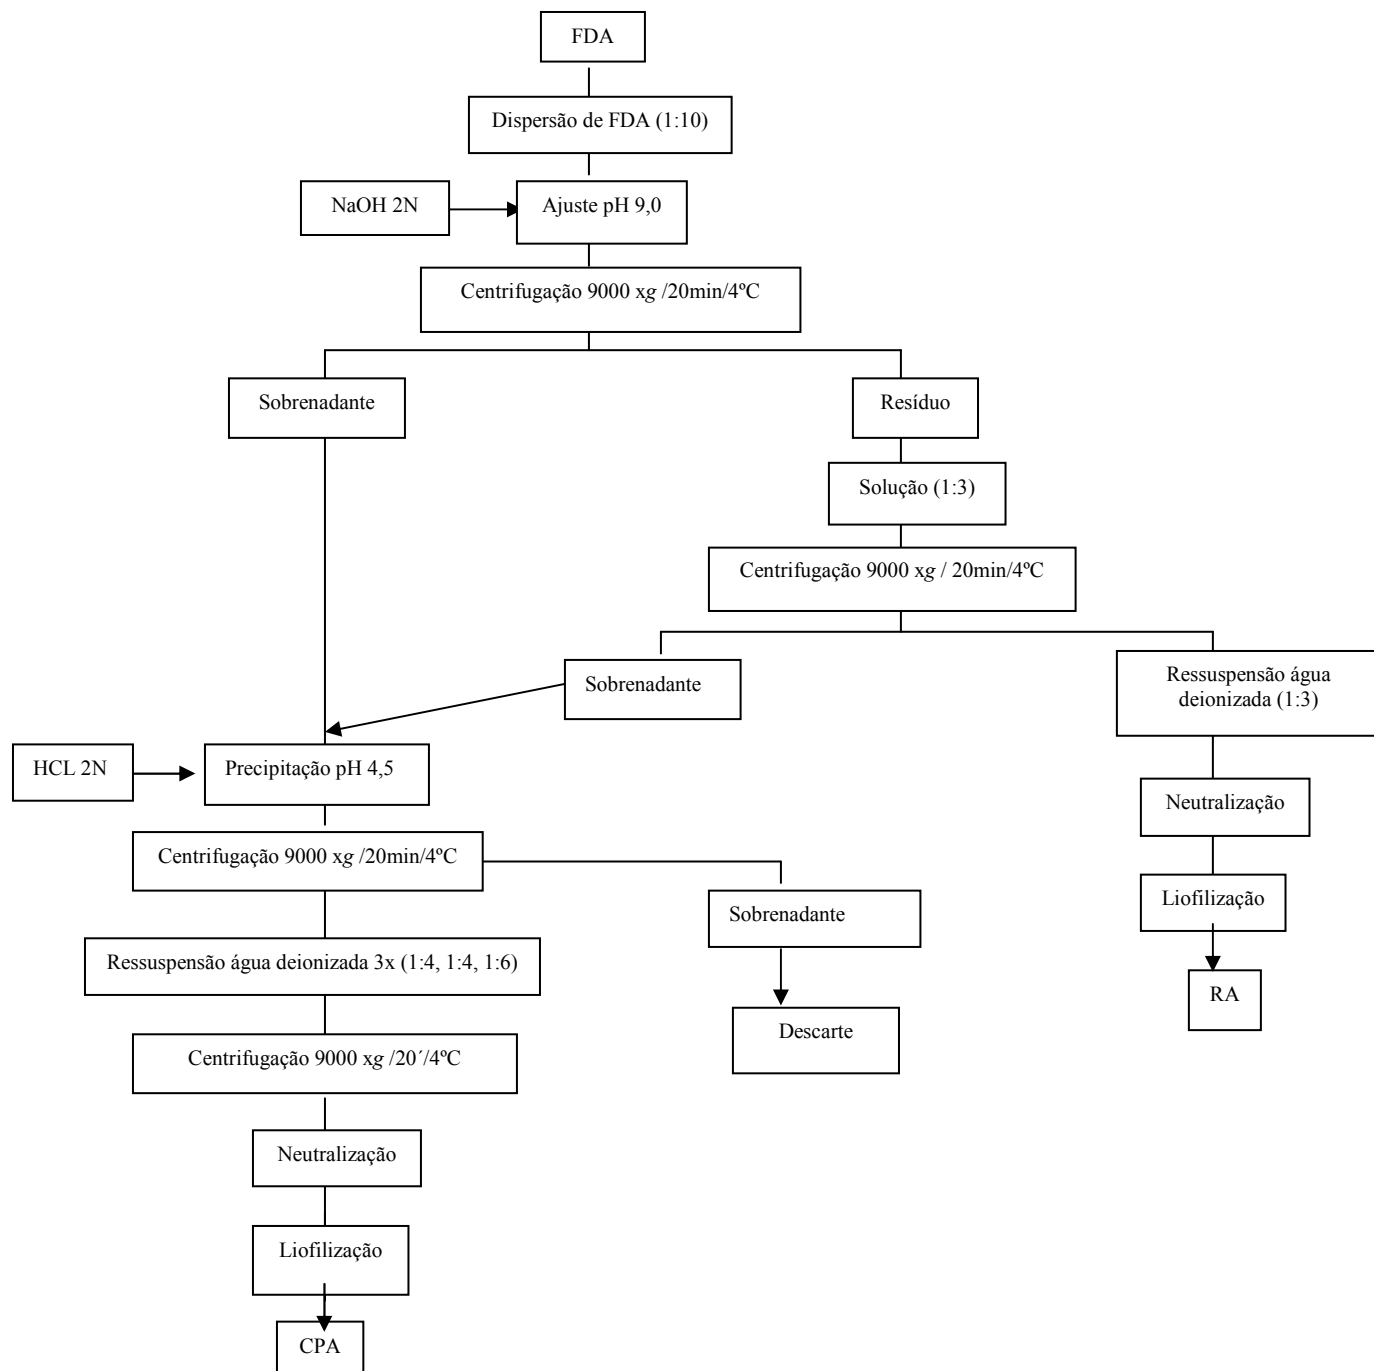 FDA
Dispersão de FDA (1:10)
NaOH 2N
Ajuste pH 9,0
Centrifugação 9000 xg /20min/4ºC
Sobrenadante
Resíduo
Solução (1:3)
Centrifugação 9000 xg / 20min/4ºC
Sobrenadante
Ressuspensão água
deionizada (1:3)
HCL 2N
Precipitação pH 4,5
Neutralização
Centrifugação 9000 xg /20min/4ºC
Sobrenadante
Liofilização
Ressuspensão água deionizada 3x (1:4, 1:4, 1:6)
RA
Descarte
Centrifugação 9000 xg /20´/4ºC
Neutralização
Liofilização
CPA